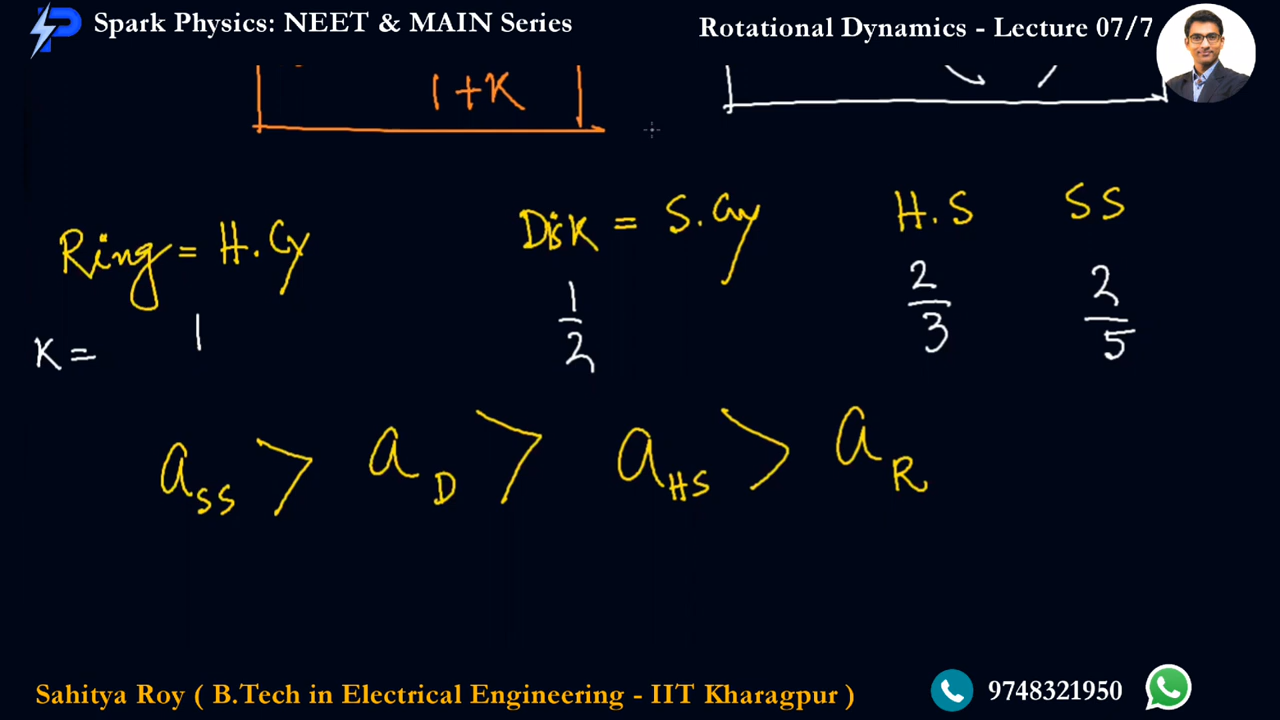 Spark Physics: NEET & MAIN Series
Rotational Dynamics - Lecture 07/7
1+K
Ring = H.Cy
Disk = S.Cy
H.S
SS
K = 1
1/2
2/3
2/5
a_SS > a_D > a_HS > a_R
Sahitya Roy ( B.Tech in Electrical Engineering - IIT Kharagpur )
9748321950